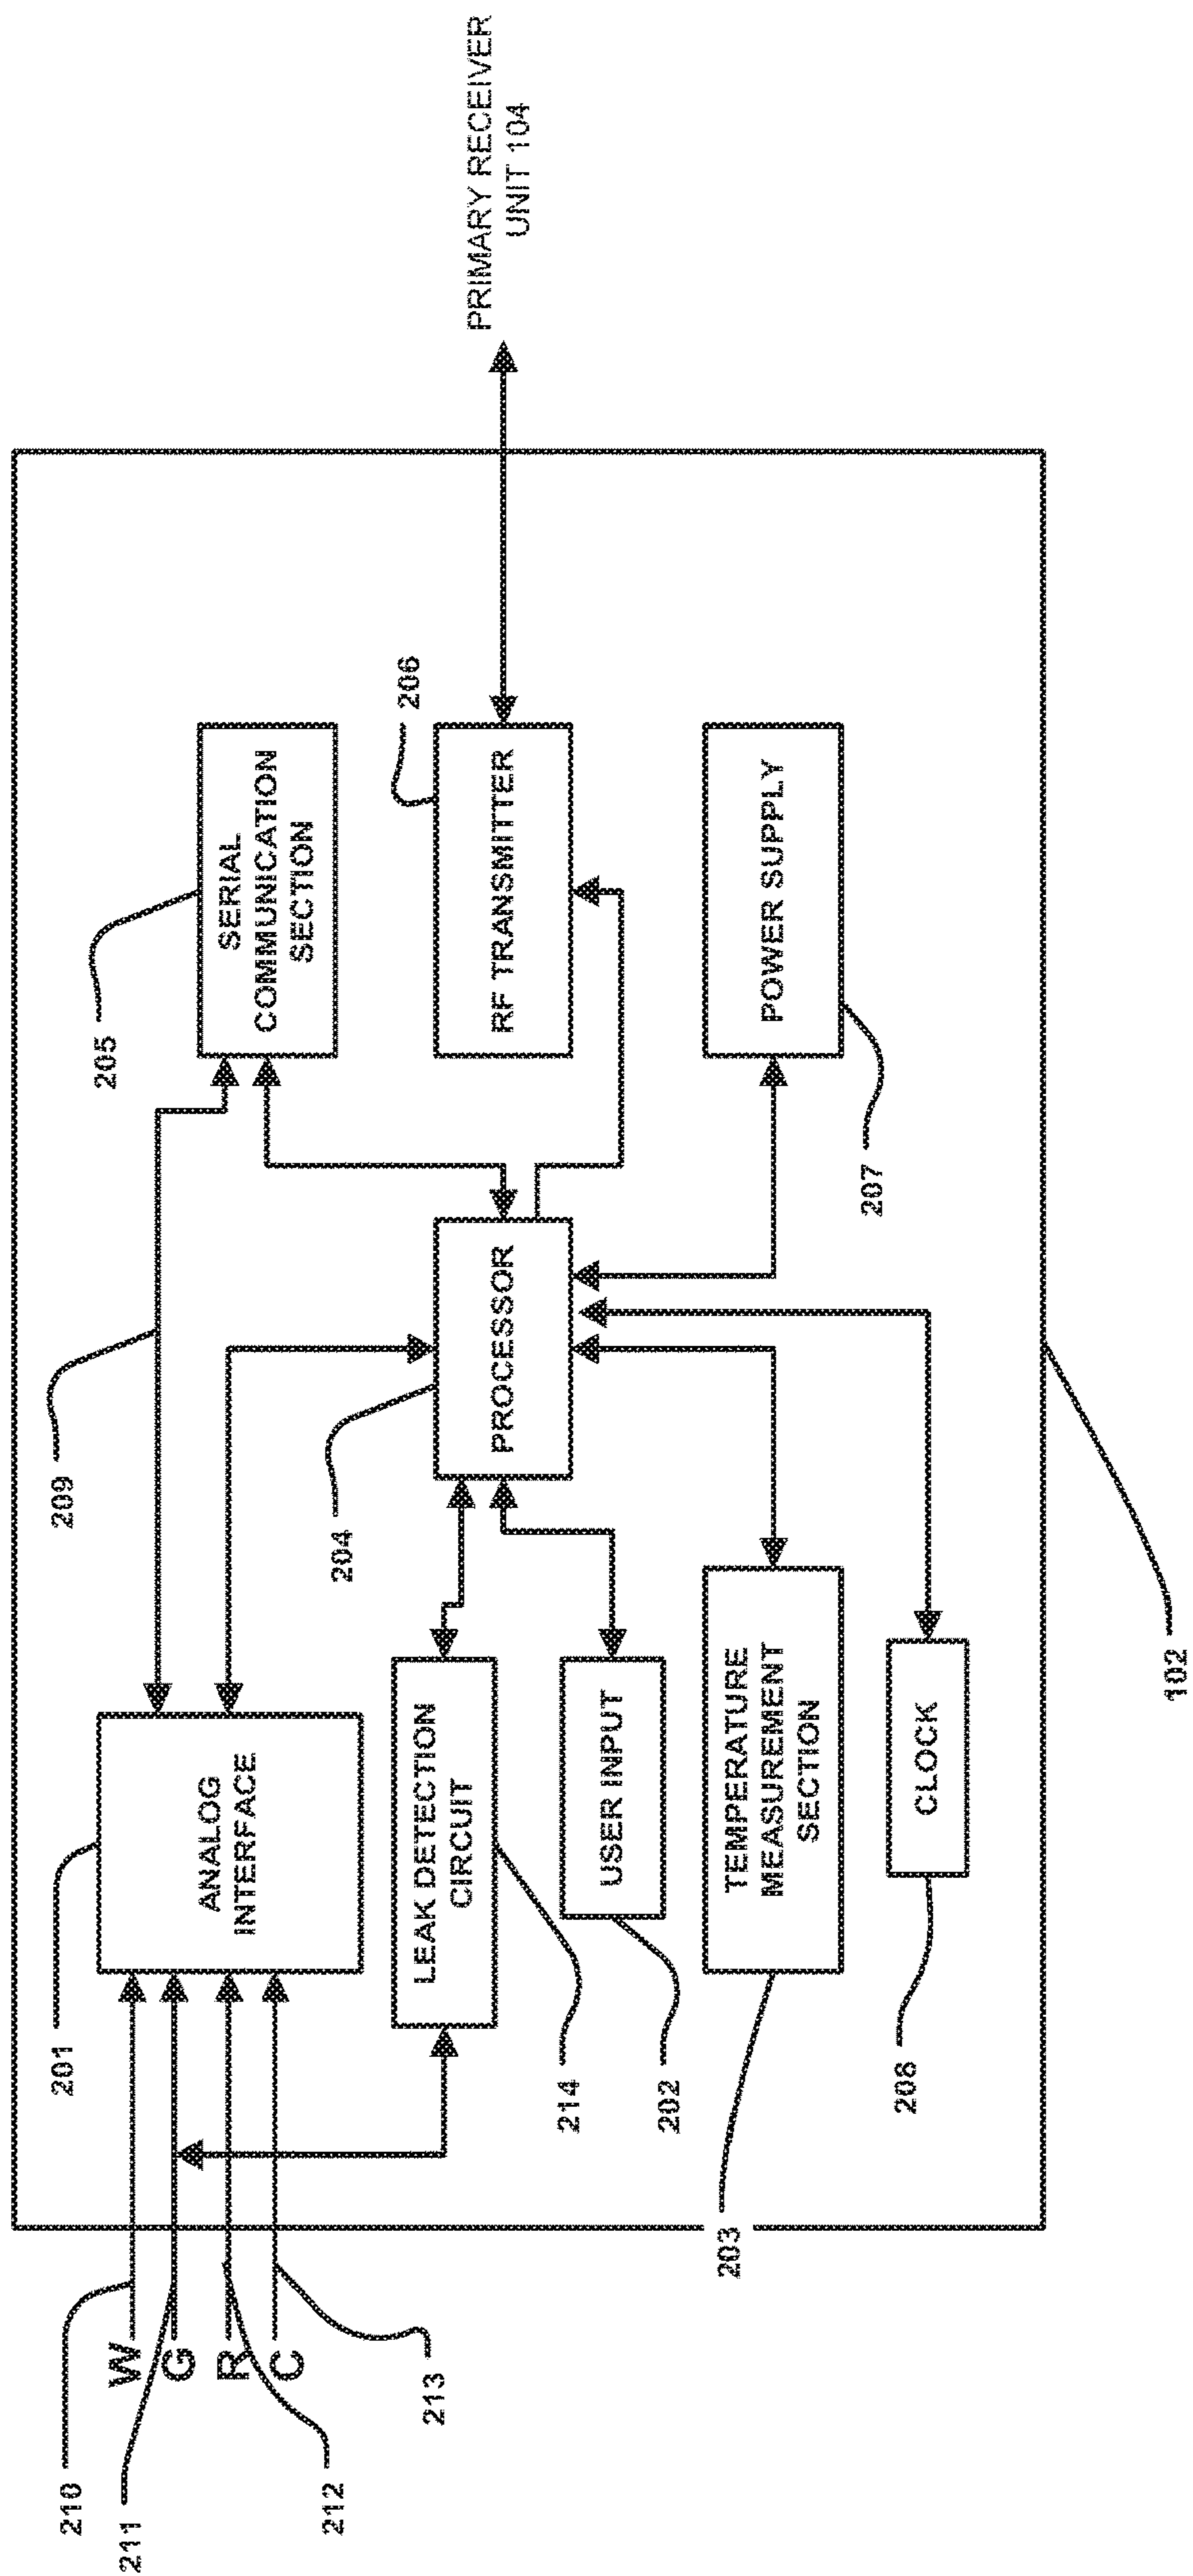 210
211
212
213
W
G
R
C
201
ANALOG
INTERFACE
209
205
SERIAL
COMMUNICATION
SECTION
LEAK DETECTION
CIRCUIT
214
204
PROCESSOR
206
RF TRANSMITTER
PRIMARY RECEIVER
UNIT 104
USER INPUT
202
TEMPERATURE
MEASUREMENT
SECTION
203
POWER SUPPLY
207
CLOCK
208
102